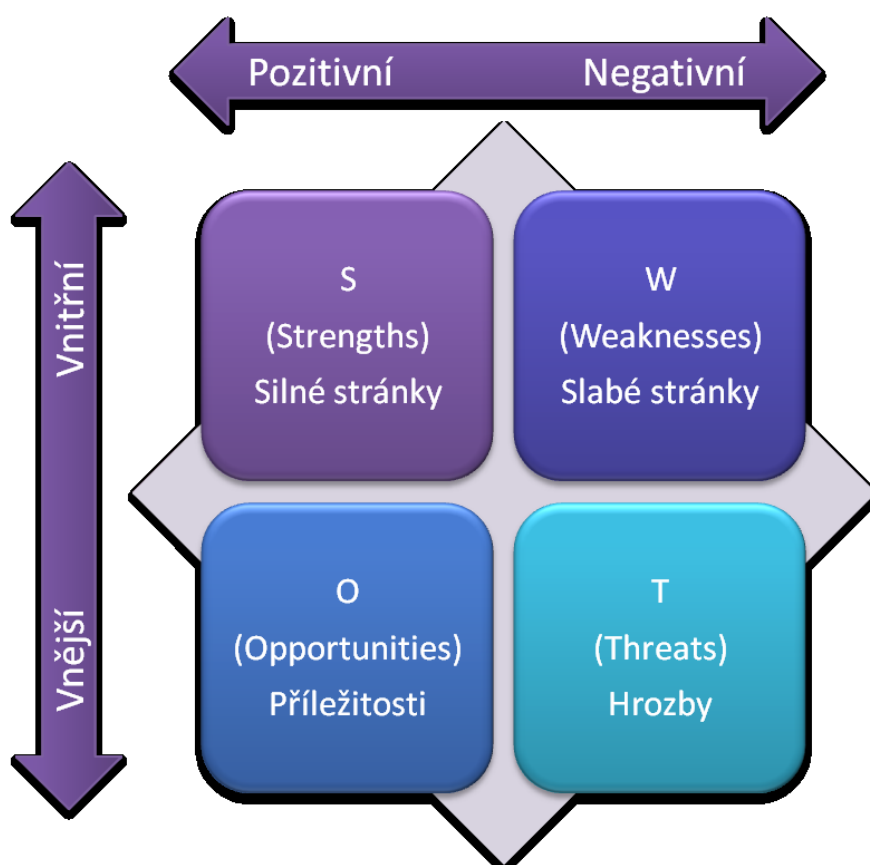 Pozitivní Negativní
Vnitřní
Vnější
S
(Strengths)
Silné stránky
W
(Weaknesses)
Slabé stránky
O
(Opportunities)
Příležitosti
T
(Threats)
Hrozby